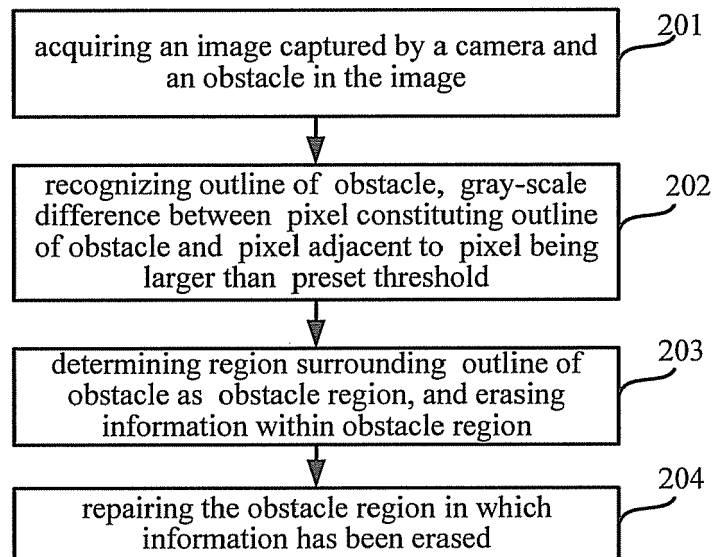 acquiring an image captured by a camera and
an obstacle in the image
201
recognizing outline of obstacle, gray-scale
difference between pixel constituting outline
of obstacle and pixel adjacent to pixel being
larger than preset threshold
202
determining region surrounding outline of
obstacle as obstacle region, and erasing
information within obstacle region
203
repairing the obstacle region in which
information has been erased
204